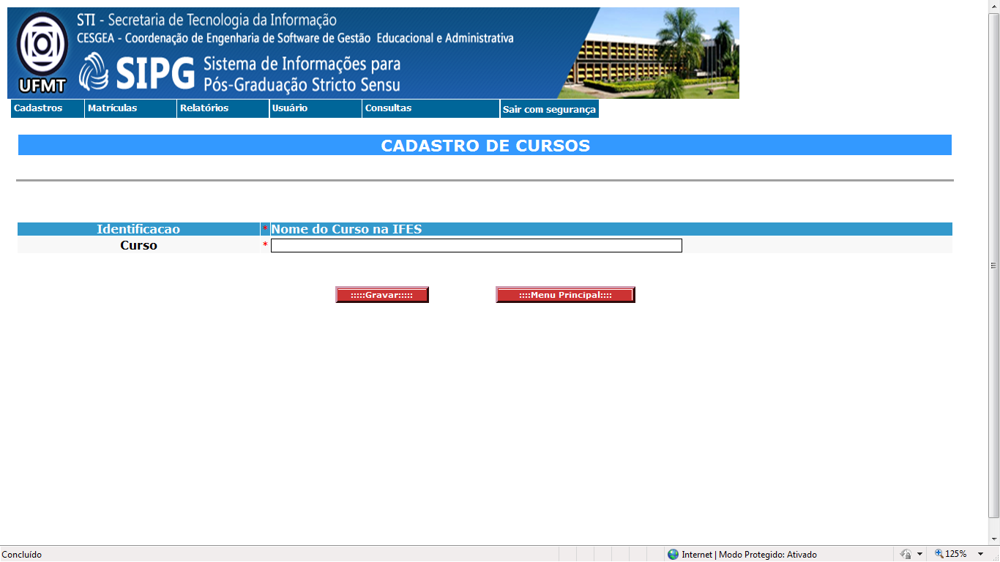 STI - Secretaria de Tecnologia da Informação
CESGEA - Coordenação de Engenharia de Software de Gestão Educacional e Administrativa
UFMT
SIPG
Sistema de Informações para
Pós-Graduação Stricto Sensu
Cadastros Matrículas Relatórios Usuário Consultas Sair com segurança
CADASTRO DE CURSOS
Identificacao * Nome do Curso na IFES
Curso *
:::::Gravar::::: ::::Menu Principal::::
Concluído Internet | Modo Protegido: Ativado 125%